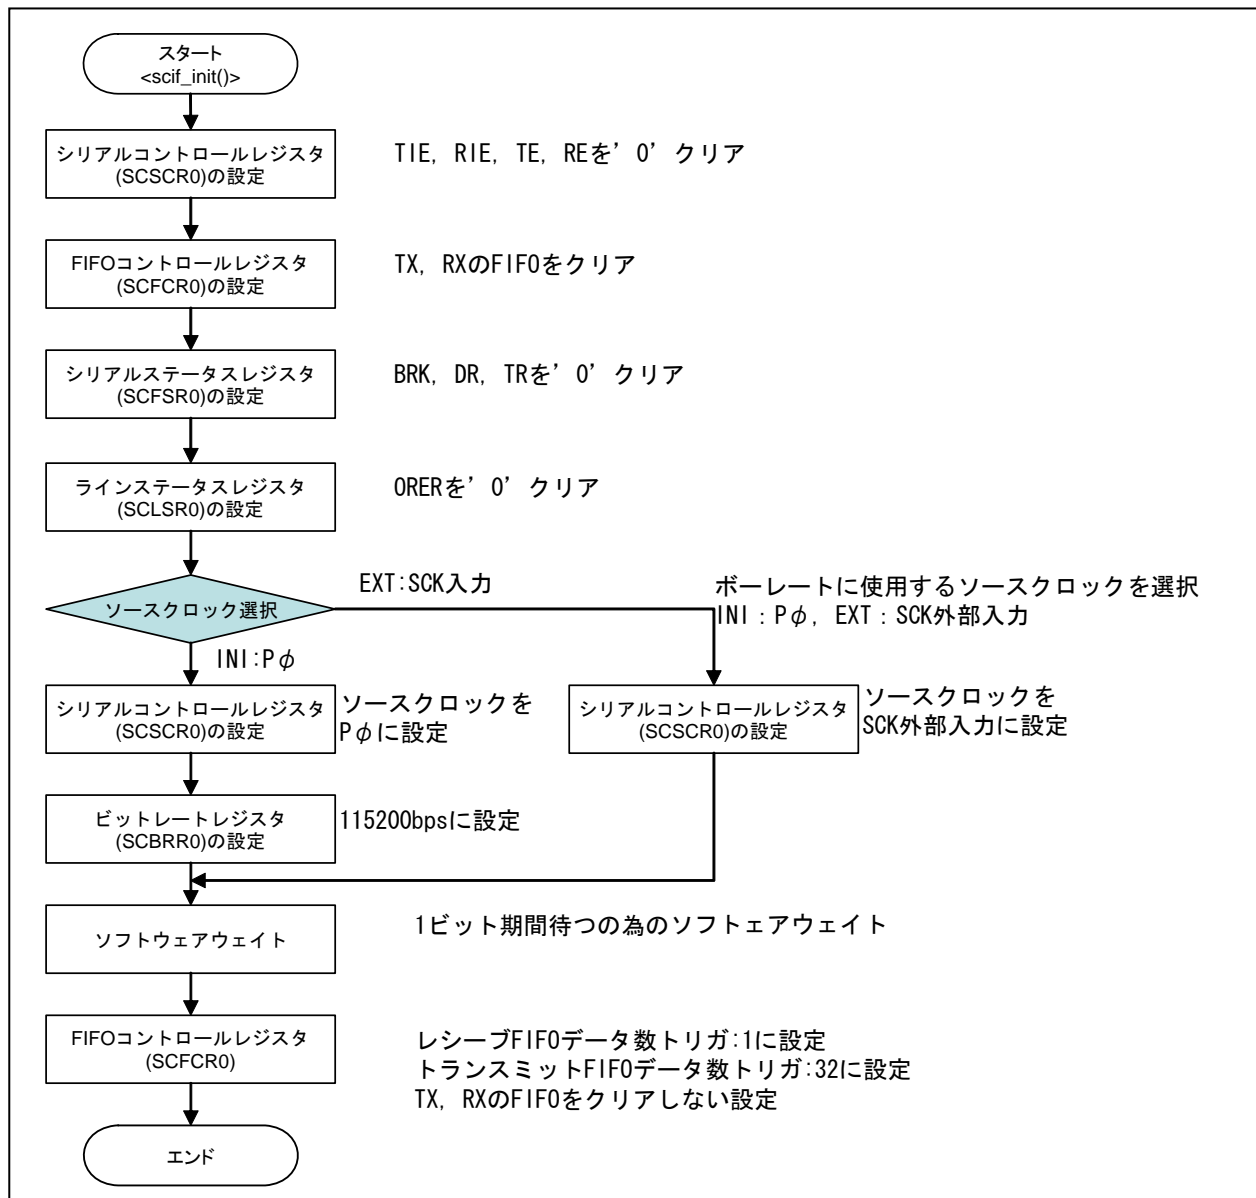 スタート
<scif_init()>
シリアルコントロールレジスタ
(SCSCR0)の設定
TIE, RIE, TE, REを’0’クリア
FIFOコントロールレジスタ
(SCFCR0)の設定
TX, RXのFIFOをクリア
シリアルステータスレジスタ
(SCFSR0)の設定
BRK, DR, TRを’0’クリア
ラインステータスレジスタ
(SCLSR0)の設定
ORERを’0’クリア
ソースクロック選択
EXT:SCK入力
ボーレートに使用するソースクロックを選択
INI：Pφ, EXT：SCK外部入力
INI:Pφ
シリアルコントロールレジスタ
(SCSCR0)の設定
ソースクロックを
Pφに設定
シリアルコントロールレジスタ
(SCSCR0)の設定
ソースクロックを
SCK外部入力に設定
ビットレートレジスタ
(SCBRR0)の設定
115200bpsに設定
ソフトウェアウェイト
1ビット期間待つの為のソフトェアウェイト
FIFOコントロールレジスタ
(SCFCR0)
レシーブFIFOデータ数トリガ:1に設定
トランスミットFIFOデータ数トリガ:32に設定
TX, RXのFIFOをクリアしない設定
エンド